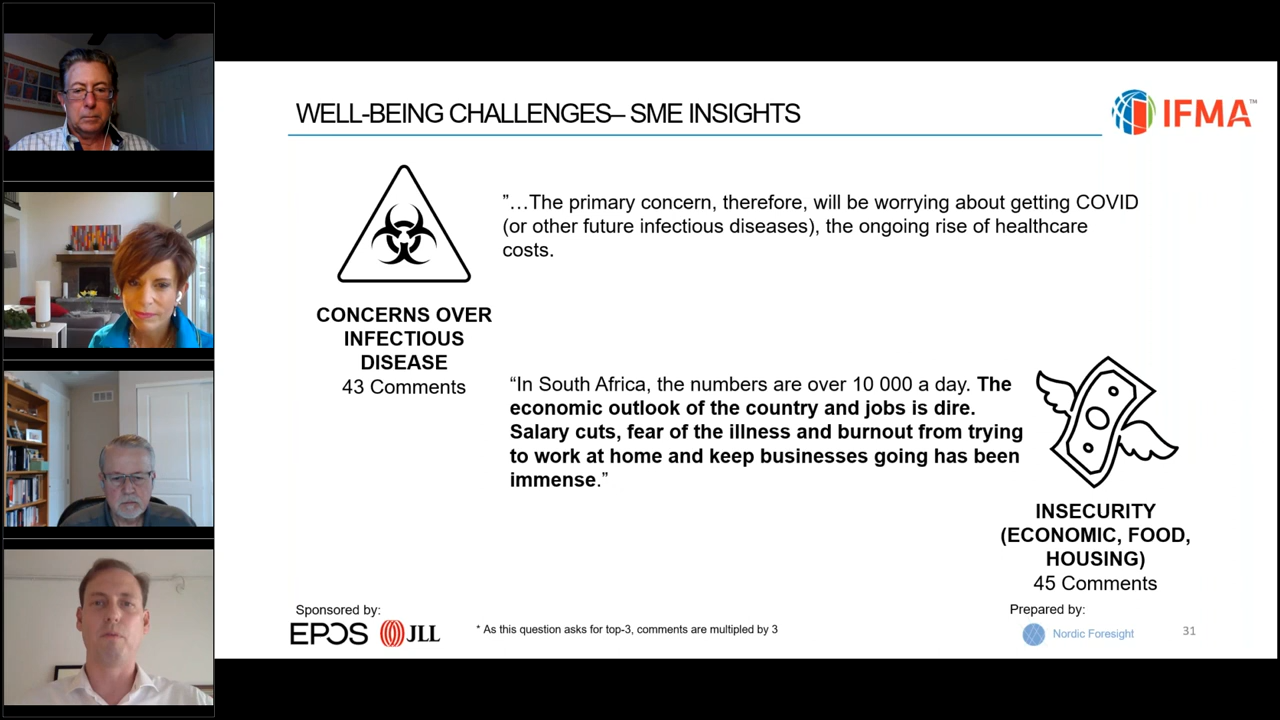 WELL-BEING CHALLENGES– SME INSIGHTS
IFMA™
”…The primary concern, therefore, will be worrying about getting COVID
(or other future infectious diseases), the ongoing rise of healthcare
costs.
CONCERNS OVER
INFECTIOUS
DISEASE
43 Comments
“In South Africa, the numbers are over 10 000 a day. The
economic outlook of the country and jobs is dire.
Salary cuts, fear of the illness and burnout from trying
to work at home and keep businesses going has been
immense.”
INSECURITY
(ECONOMIC, FOOD,
HOUSING)
45 Comments
Sponsored by:
EPOS JLL
* As this question asks for top-3, comments are multiplied by 3
Prepared by:
Nordic Foresight
31